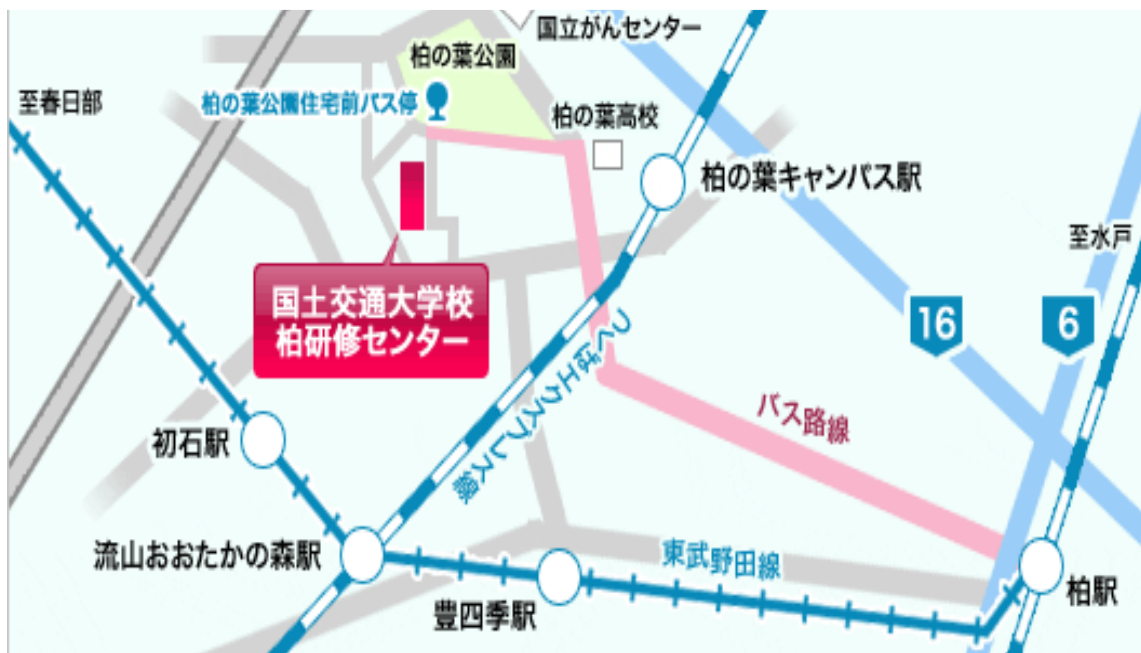 国立がんセンター
柏の葉公園
至春日部
柏の葉公園住宅前バス停
柏の葉高校
柏の葉キャンパス駅
至水戸
国土交通大学校
柏研修センター
16
6
つくばエクスプレス線
バス路線
初石駅
流山おおたかの森駅
東武野田線
豊四季駅
柏駅